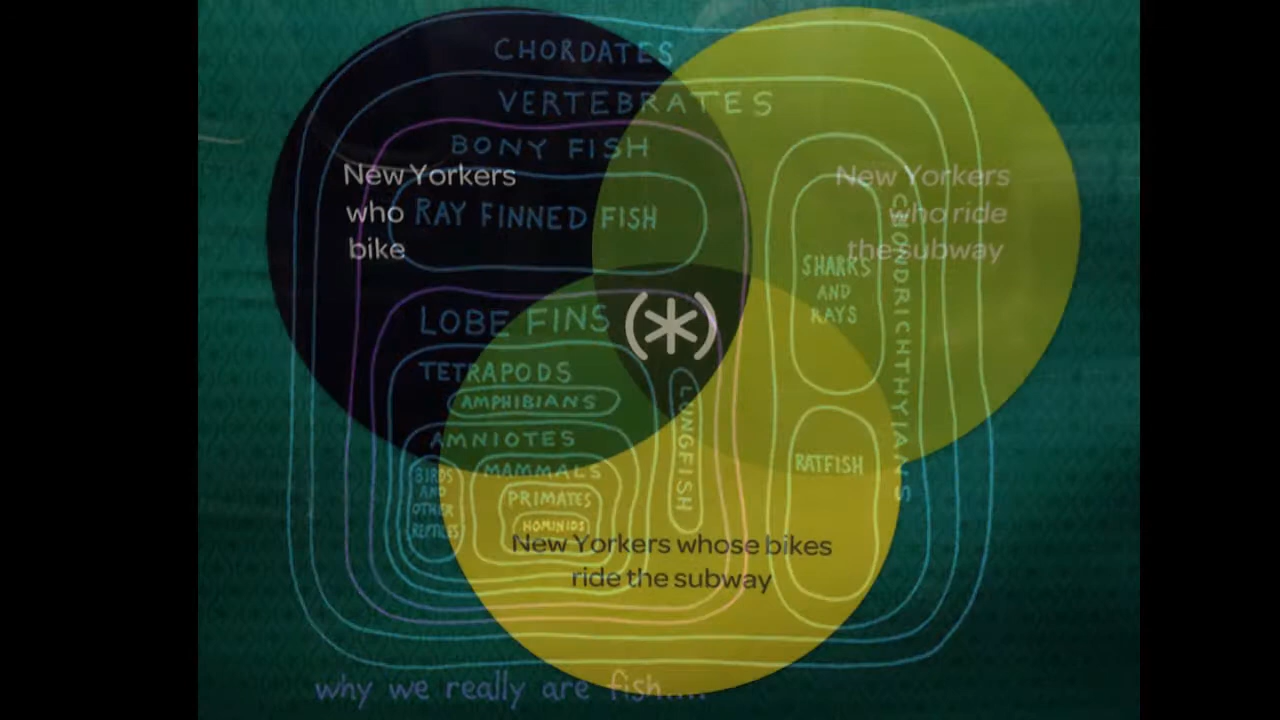 CHORDATES
VERTEBRATES
BONY FISH
RAY FINNED FISH
LOBE FINS
TETRAPODS
AMPHIBIANS
AMNIOTES
BIRDS
AND
OTHER
REPTILES
MAMMALS
PRIMATES
HOMINIDS
LUNGFISH
SHARKS
AND
RAYS
RATFISH
CHONDRICHTHYIANS
why we really are fish....
New Yorkers
who
bike
New Yorkers
who ride
the subway
(*)
New Yorkers whose bikes
ride the subway